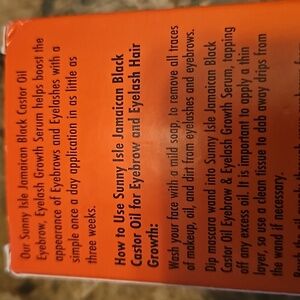 Our Sunny Isle Jamaican Black Castor Oil
Eyebrow, Eyelash Growth Serum helps boost the
appearance of Eyebrows and Eyelashes with a
simple once a day application in as little as
three weeks.
How to Use Sunny Isle Jamaican Black
Castor Oil for Eyebrow and Eyelash Hair
Growth:
Wash your face with a mild soap, to remove all traces
of makeup, oil, and dirt from eyelashes and eyebrows.
Dip mascara wand into Sunny Isle Jamaican Black
Castor Oil Eyebrow & Eyelash Growth Serum, tapping
off any excess oil. It is important to apply a thin
layer, so use a clean tissue to dab away drips from
the wand if necessary.